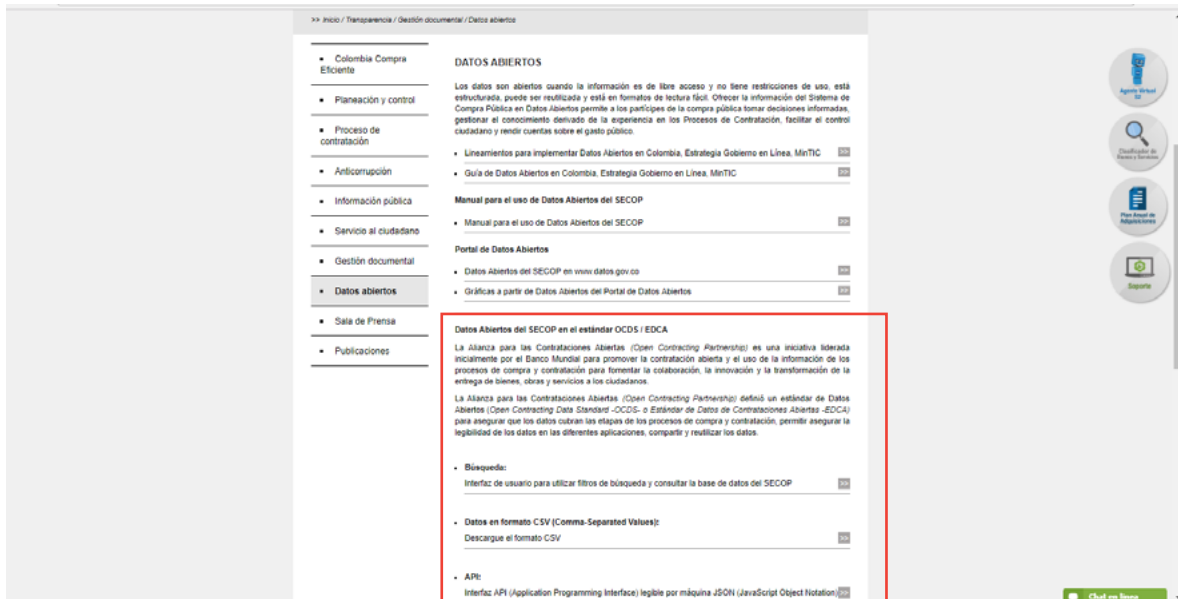 >> Inicio / Transparencia / Gestión documental / Datos abiertos
Colombia Compra
Eficiente
Planeación y control
Proceso de
contratación
Anticorrupción
Información pública
Servicio al ciudadano
Gestión documental
Datos abiertos
Sala de Prensa
Publicaciones
DATOS ABIERTOS
Los datos son abiertos cuando la información es de libre acceso y no tiene restricciones de uso, está
estructurada, puede ser reutilizada y está en formatos de lectura fácil. Ofrecer la información del Sistema de
Compra Pública en Datos Abiertos permite a los partícipes de la compra pública tomar decisiones informadas,
gestionar el conocimiento derivado de la experiencia en los Procesos de Contratación, facilitar el control
ciudadano y rendir cuentas sobre el gasto público.
Lineamientos para implementar Datos Abiertos en Colombia, Estrategia Gobierno en Línea, MinTIC >>
Guía de Datos Abiertos en Colombia, Estrategia Gobierno en Línea, MinTIC >>
Manual para el uso de Datos Abiertos del SECOP
Manual para el uso de Datos Abiertos del SECOP >>
Portal de Datos Abiertos
Datos Abiertos del SECOP en www.datos.gov.co >>
Gráficas a partir de Datos Abiertos del Portal de Datos Abiertos >>
Datos Abiertos del SECOP en el estándar OCDS / EDCA
La Alianza para las Contrataciones Abiertas (Open Contracting Partnership) es una iniciativa liderada
inicialmente por el Banco Mundial para promover la contratación abierta y el uso de la información de los
procesos de compra y contratación para fomentar la colaboración, la innovación y la transformación de la
entrega de bienes, obras y servicios a los ciudadanos.
La Alianza para las Contrataciones Abiertas (Open Contracting Partnership) definió un estándar de Datos
Abiertos (Open Contracting Data Standard -OCDS- o Estándar de Datos de Contrataciones Abiertas -EDCA)
para asegurar que los datos cubran las etapas de los procesos de compra y contratación, permitir asegurar la
legibilidad de los datos en las diferentes aplicaciones, compartir y reutilizar los datos.
Búsqueda:
Interfaz de usuario para utilizar filtros de búsqueda y consultar la base de datos del SECOP >>
Datos en formato CSV (Comma-Separated Values):
Descargue el formato CSV >>
API:
Interfaz API (Application Programming Interface) legible por máquina JSON (JavaScript Object Notation) >>
Agente Virtual
Clasificador de
Bienes y Servicios
Plan Anual de
Adquisiciones
Soporte
Chat en línea